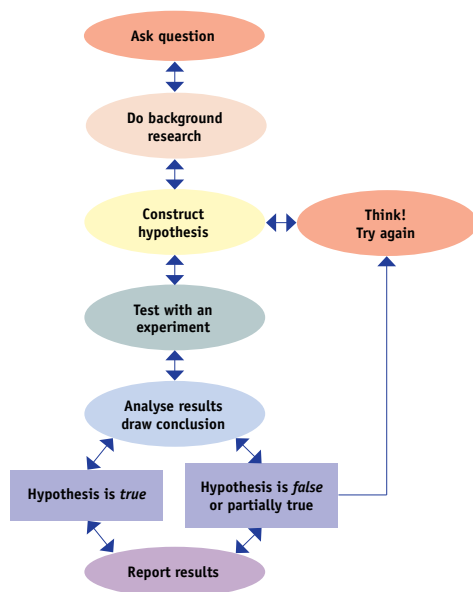 Ask question
Do background
research
Construct
hypothesis
Think!
Try again
Test with an
experiment
Analyse results
draw conclusion
Hypothesis is true
Hypothesis is false
or partially true
Report results